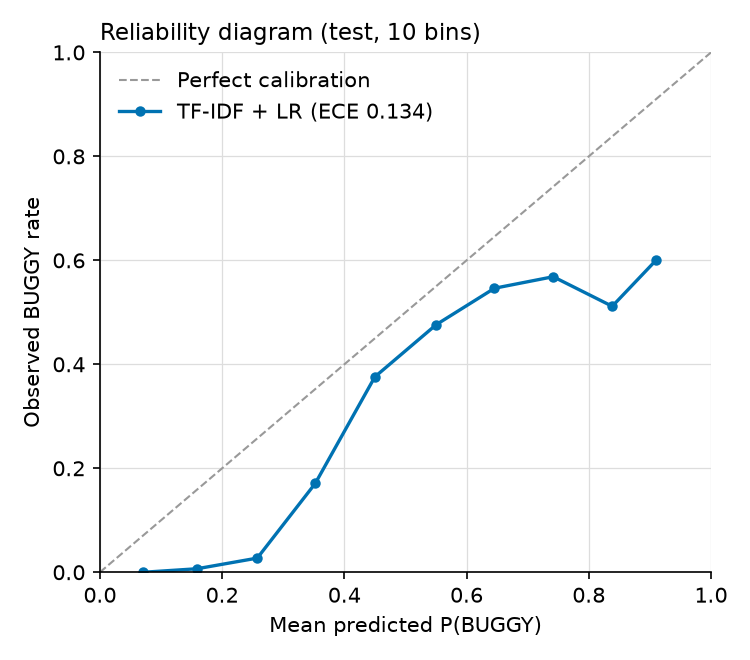 Reliability diagram (test, 10 bins)
1.0
0.8
0.6
0.4
0.2
0.0
Perfect calibration
TF-IDF + LR (ECE 0.134)
Observed BUGGY rate
0.0 0.2 0.4 0.6 0.8 1.0
Mean predicted P(BUGGY)